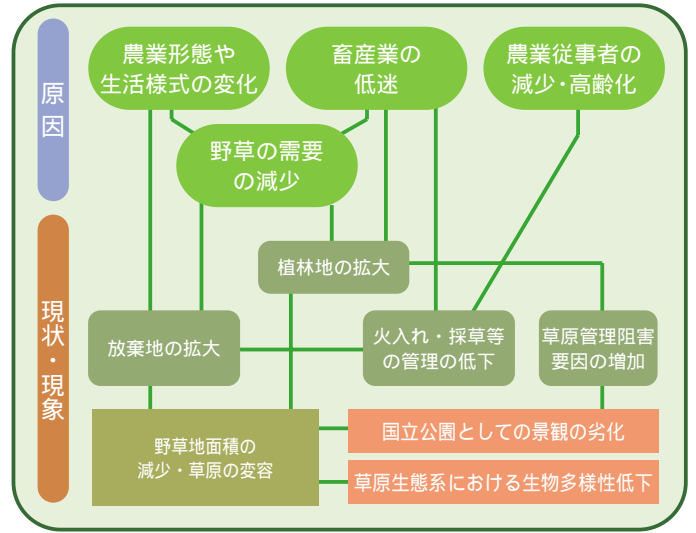 原因
農業形態や
生活様式の変化
畜産業の
低迷
農業従事者の
減少・高齢化
野草の需要
の減少
現状・現象
植林地の拡大
放棄地の拡大
火入れ・採草等
の管理の低下
草原管理阻害
要因の増加
野草地面積の
減少・草原の変容
国立公園としての景観の劣化
草原生態系における生物多様性低下